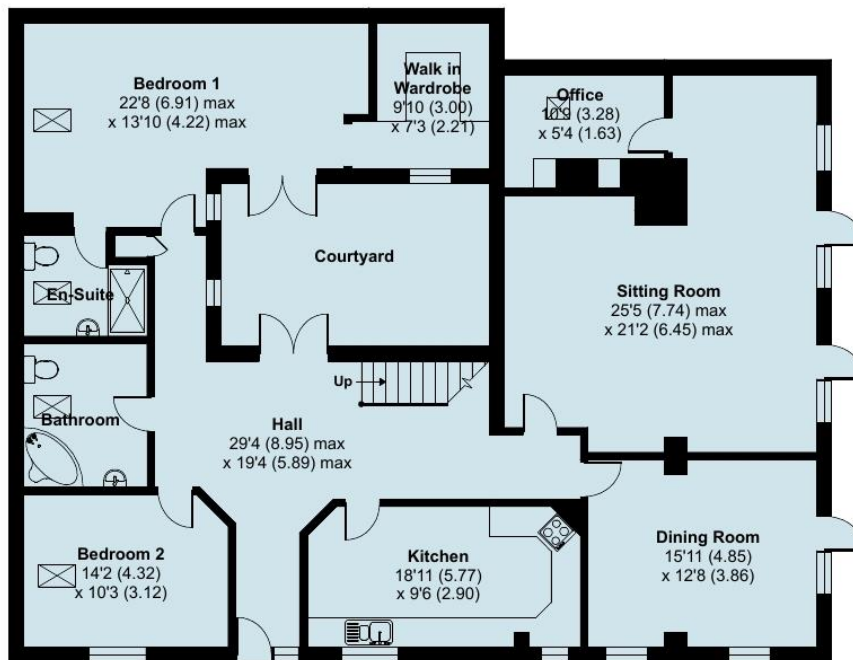 Bedroom 1
22'8 (6.91) max
x 13'10 (4.22) max
Walk in
Wardrobe
9'10 (3.00)
x 7'3 (2.21)
Office
10'9 (3.28)
x 5'4 (1.63)
Courtyard
En-Suite
Sitting Room
25'5 (7.74) max
x 21'2 (6.45) max
Up
Bathroom
Hall
29'4 (8.95) max
x 19'4 (5.89) max
Bedroom 2
14'2 (4.32)
x 10'3 (3.12)
Kitchen
18'11 (5.77)
x 9'6 (2.90)
Dining Room
15'11 (4.85)
x 12'8 (3.86)